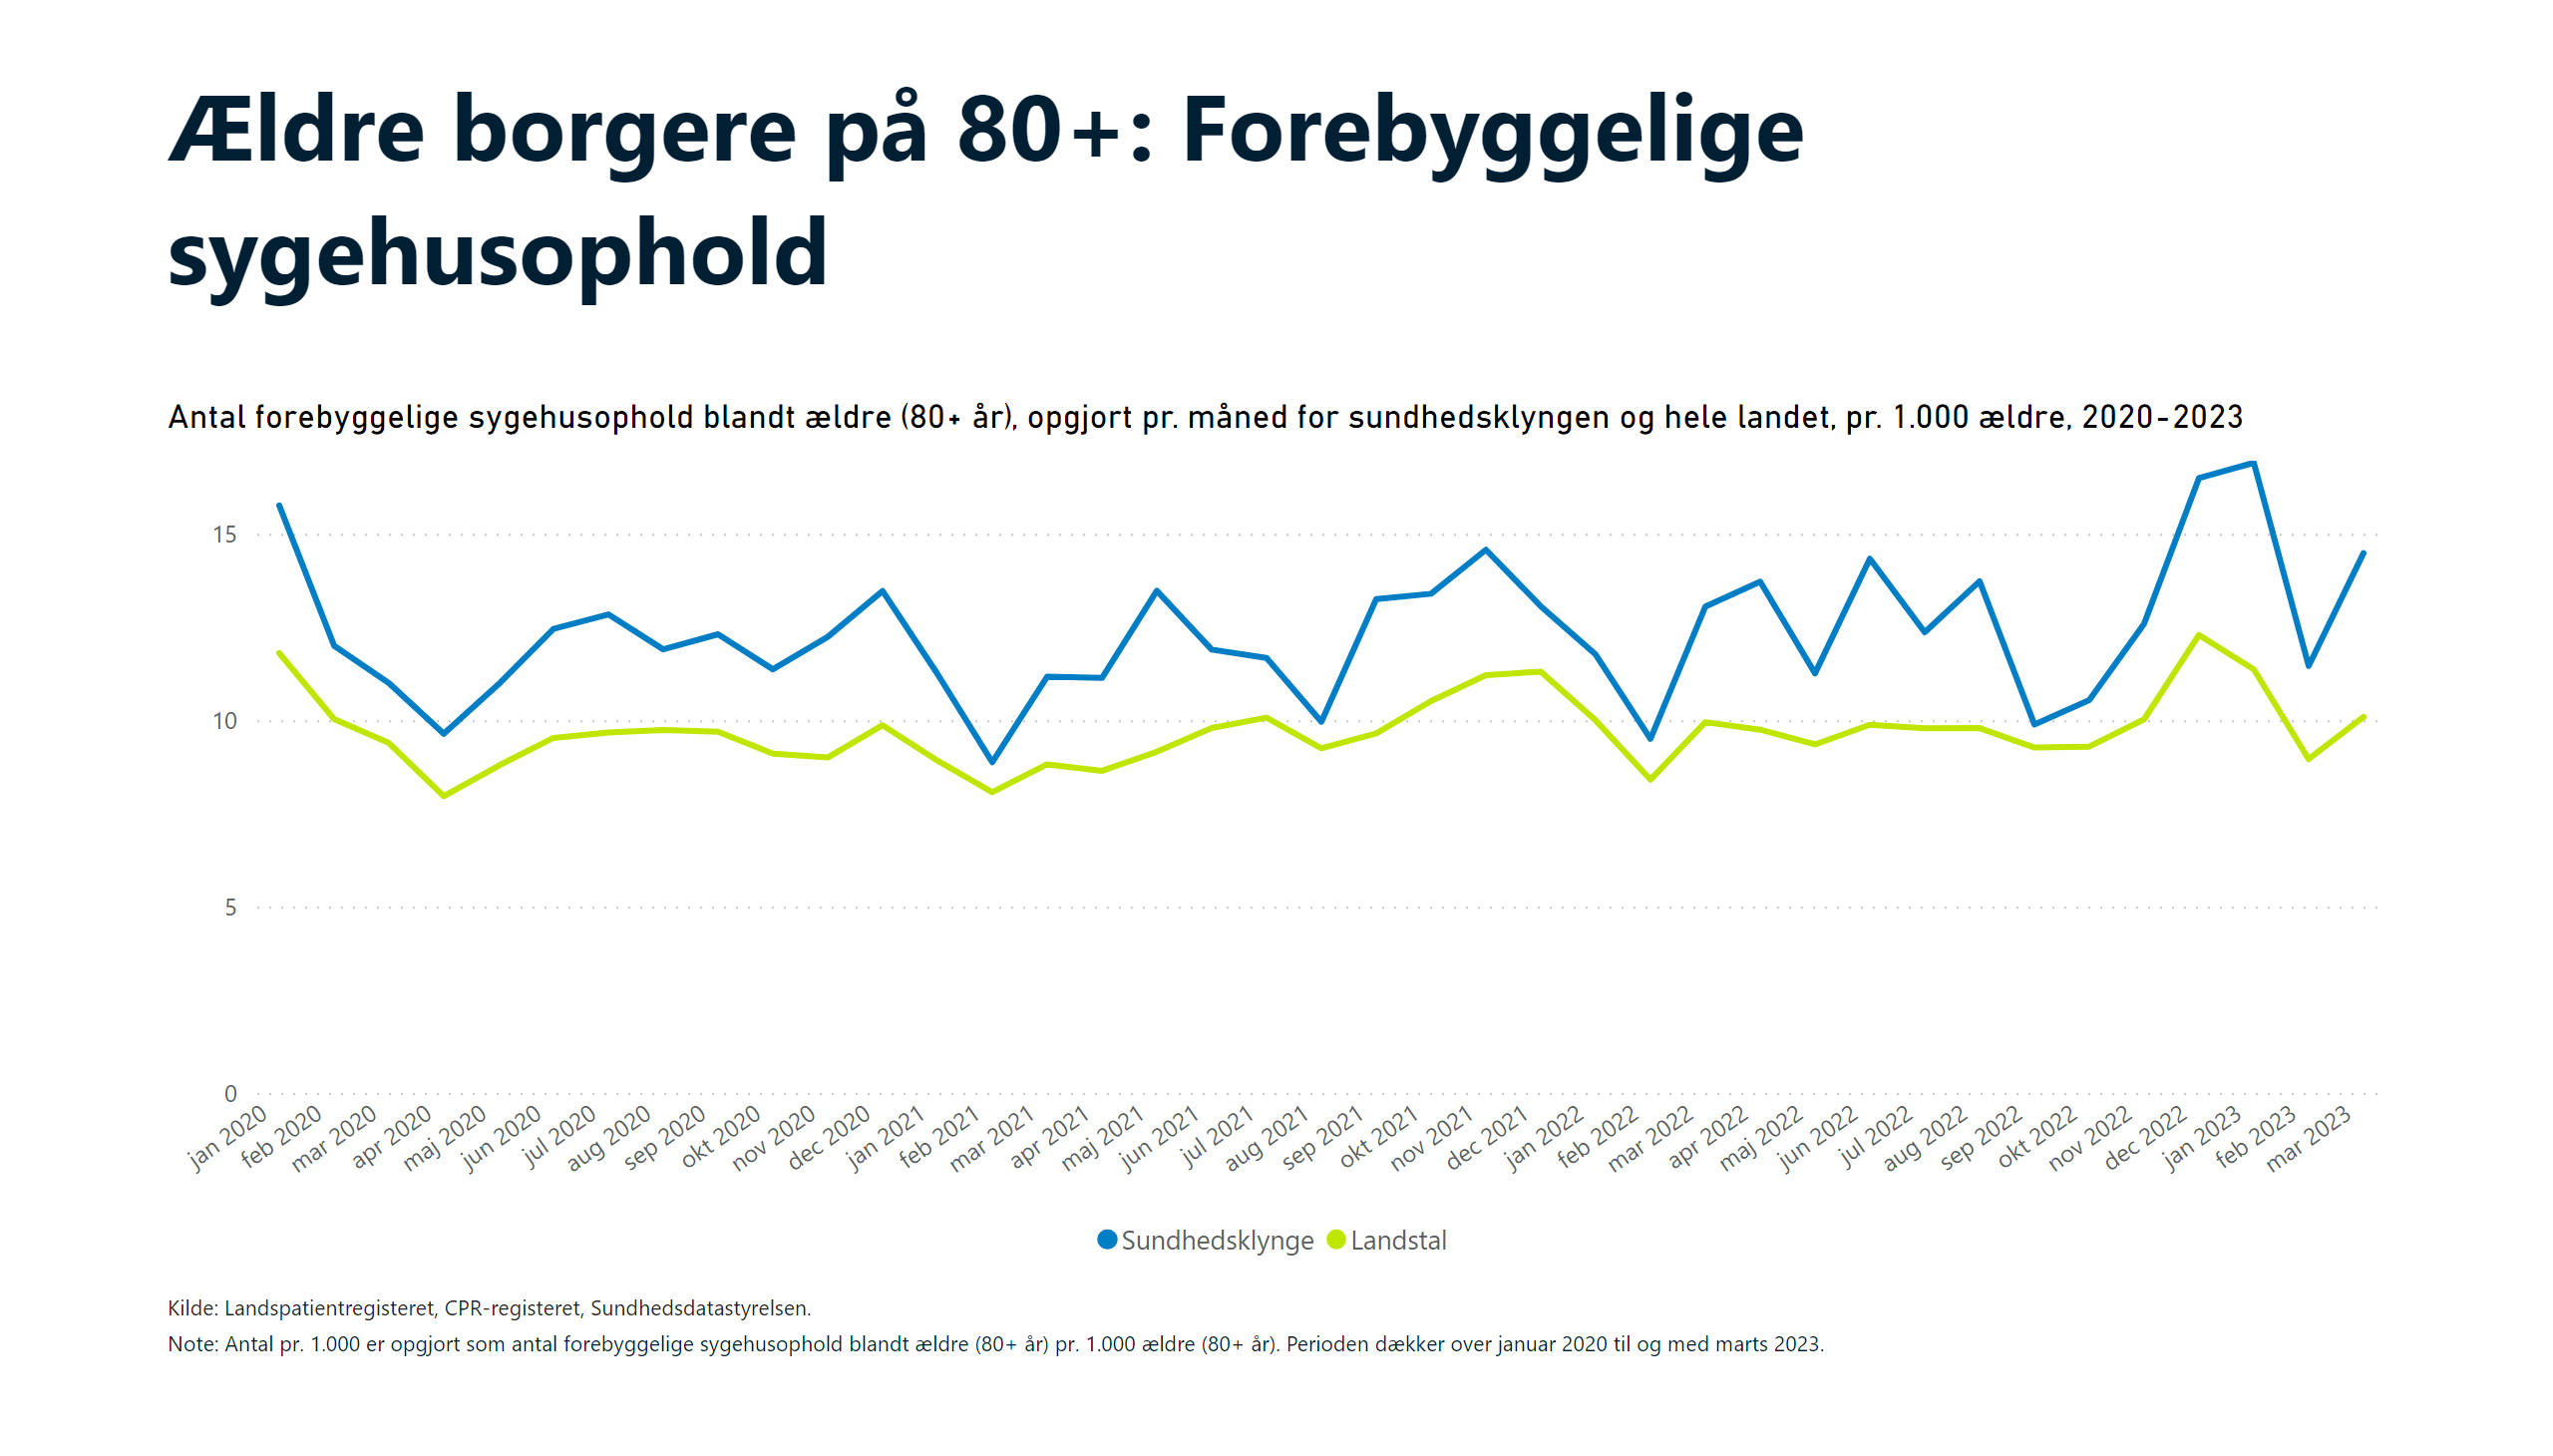 Ældre borgere på 80+: Forebyggelige
sygehusophold
Antal forebyggelige sygehusophold blandt ældre (80+ år), opgjort pr. måned for sundhedsklyngen og hele landet, pr. 1.000 ældre, 2020-2023
15
10
5
0
jan 2020
feb 2020
mar 2020
apr 2020
maj 2020
jun 2020
jul 2020
aug 2020
sep 2020
okt 2020
nov 2020
dec 2020
jan 2021
feb 2021
mar 2021
apr 2021
maj 2021
jun 2021
jul 2021
aug 2021
sep 2021
okt 2021
nov 2021
dec 2021
jan 2022
feb 2022
mar 2022
apr 2022
maj 2022
jun 2022
jul 2022
aug 2022
sep 2022
okt 2022
nov 2022
dec 2022
jan 2023
feb 2023
mar 2023
Sundhedsklynge Landstal
Kilde: Landspatientregisteret, CPR-registeret, Sundhedsdatastyrelsen.
Note: Antal pr. 1.000 er opgjort som antal forebyggelige sygehusophold blandt ældre (80+ år) pr. 1.000 ældre (80+ år). Perioden dækker over januar 2020 til og med marts 2023.